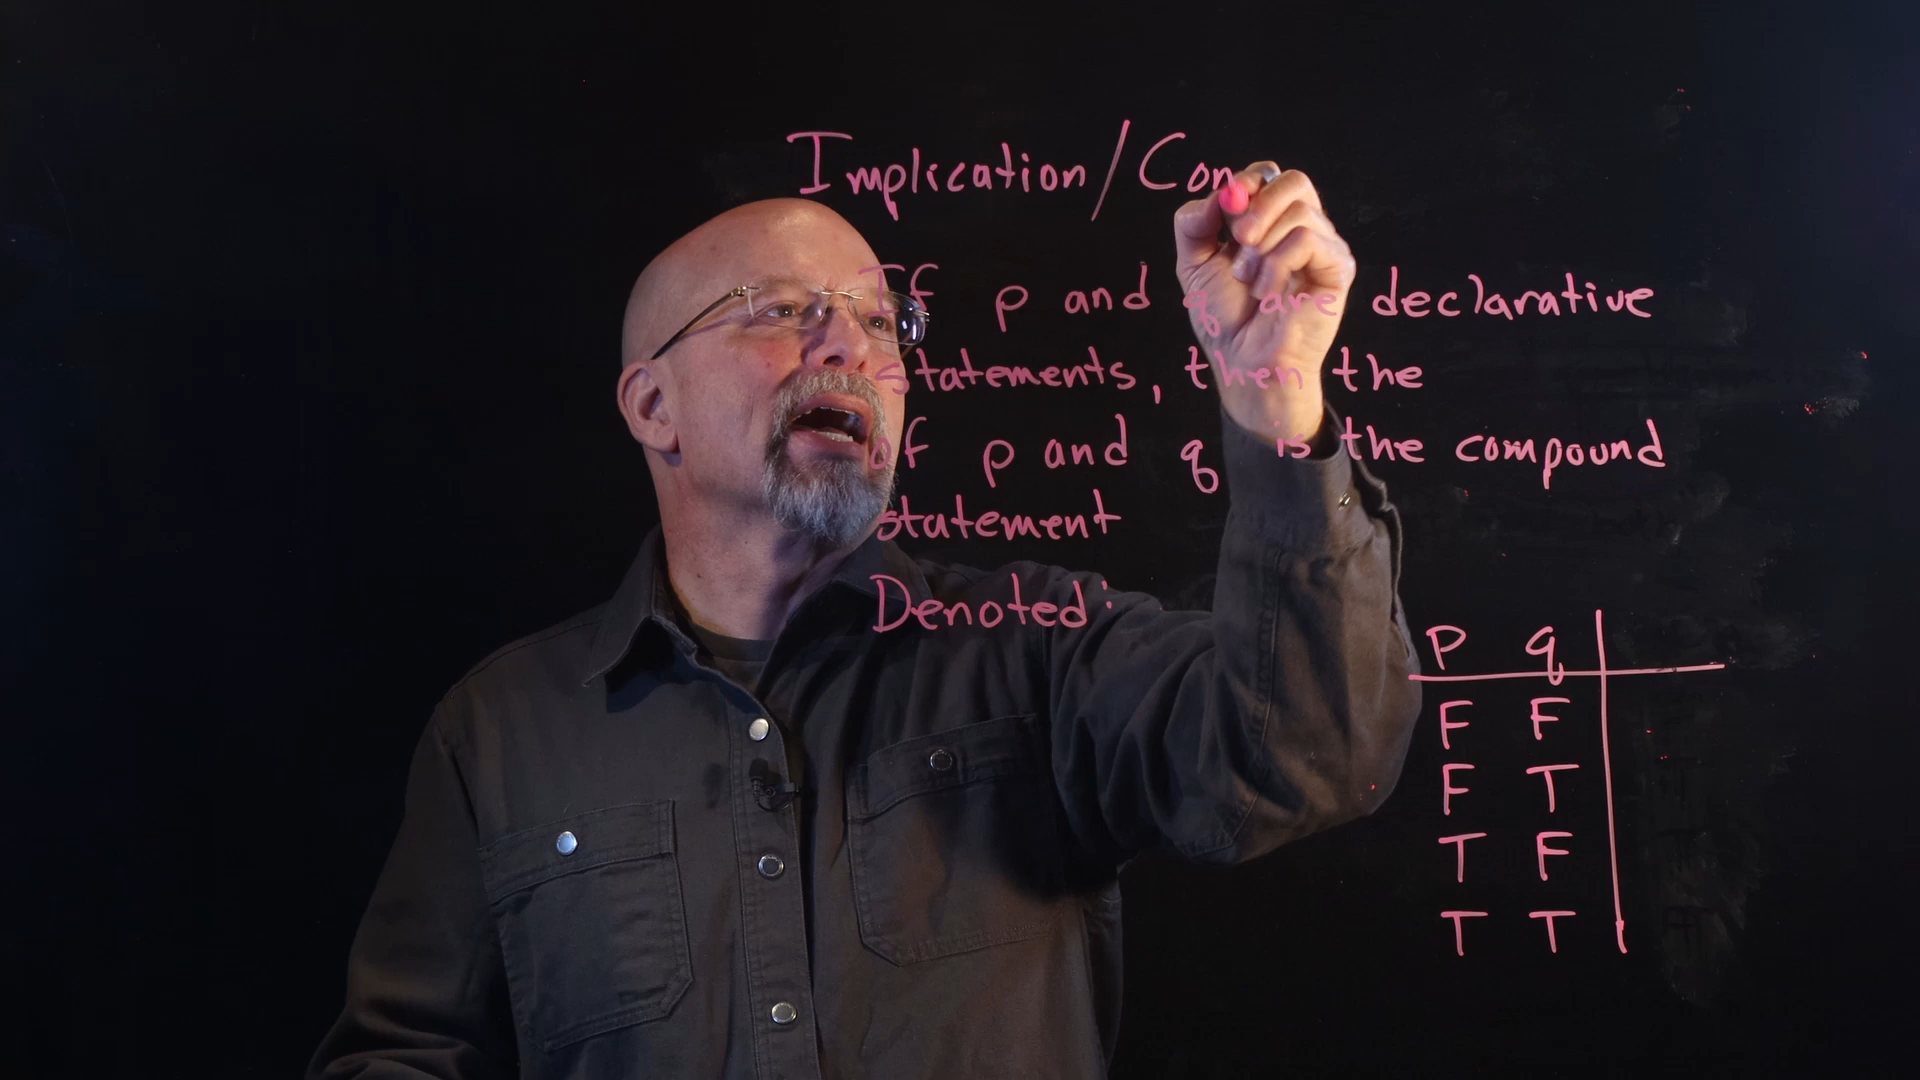 Implication/Con
If p and q are declarative
statements, then the
of p and q is the compound
statement
Denoted:
p q
F F
F T
T F
T T